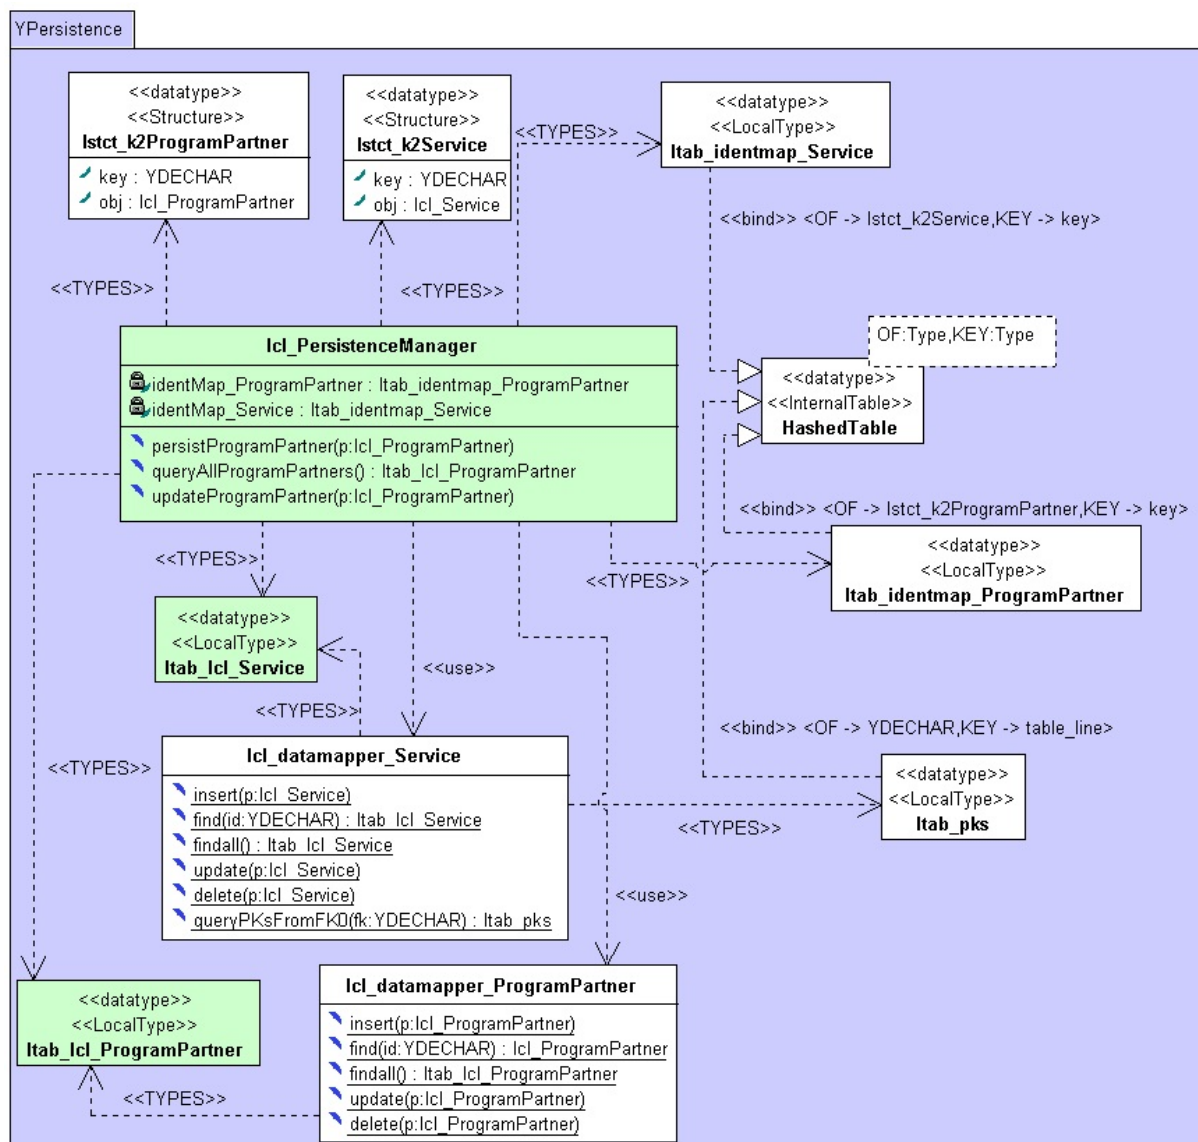 YPersistence
<<datatype>>
<<Structure>>
lstct_k2ProgramPartner
key : YDECHAR
obj : lcl_ProgramPartner
<<datatype>>
<<Structure>>
lstct_k2Service
key : YDECHAR
obj : lcl_Service
<<TYPES>>
<<datatype>>
<<LocalType>>
ltab_identmap_Service
<<bind>> <OF -> lstct_k2Service,KEY -> key>
<<TYPES>>
<<TYPES>>
lcl_PersistenceManager
identMap_ProgramPartner : ltab_identmap_ProgramPartner
identMap_Service : ltab_identmap_Service
persistProgramPartner(p:lcl_ProgramPartner)
queryAllProgramPartners() : ltab_lcl_ProgramPartner
updateProgramPartner(p:lcl_ProgramPartner)
OF:Type,KEY:Type
<<datatype>>
<<InternalTable>>
HashedTable
<<bind>> <OF -> lstct_k2ProgramPartner,KEY -> key>
<<datatype>>
<<LocalType>>
ltab_identmap_ProgramPartner
<<TYPES>>
<<TYPES>>
<<datatype>>
<<LocalType>>
ltab_lcl_Service
<<use>>
<<TYPES>>
<<bind>> <OF -> YDECHAR,KEY -> table_line>
<<TYPES>>
lcl_datamapper_Service
insert(p:lcl_Service)
find(id:YDECHAR) : ltab_lcl_Service
findall() : ltab_lcl_Service
update(p:lcl_Service)
delete(p:lcl_Service)
queryPKsFromFK0(fk:YDECHAR) : ltab_pks
<<datatype>>
<<LocalType>>
ltab_pks
<<TYPES>>
<<use>>
lcl_datamapper_ProgramPartner
insert(p:lcl_ProgramPartner)
find(id:YDECHAR) : lcl_ProgramPartner
findall() : ltab_lcl_ProgramPartner
update(p:lcl_ProgramPartner)
delete(p:lcl_ProgramPartner)
<<datatype>>
<<LocalType>>
ltab_lcl_ProgramPartner
<<TYPES>>